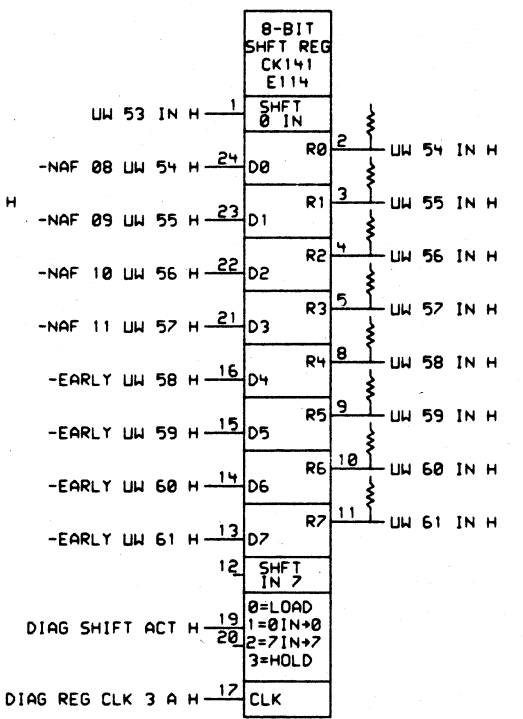 8-BIT
SHFT REG
CK141
E114
UW 53 IN H 1 SHFT
0 IN
R0 2 UW 54 IN H
-NAF 08 UW 54 H 24 D0
H
R1 3 UW 55 IN H
-NAF 09 UW 55 H 23 D1
R2 4 UW 56 IN H
-NAF 10 UW 56 H 22 D2
R3 5 UW 57 IN H
-NAF 11 UW 57 H 21 D3
R4 8 UW 58 IN H
-EARLY UW 58 H 16 D4
R5 9 UW 59 IN H
-EARLY UW 59 H 15 D5
R6 10 UW 60 IN H
-EARLY UW 60 H 14 D6
R7 11 UW 61 IN H
-EARLY UW 61 H 13 D7
12 SHFT
IN 7
0=LOAD
DIAG SHIFT ACT H 19 1=0IN→0
20 2=7IN→7
3=HOLD
DIAG REG CLK 3 A H 17 CLK